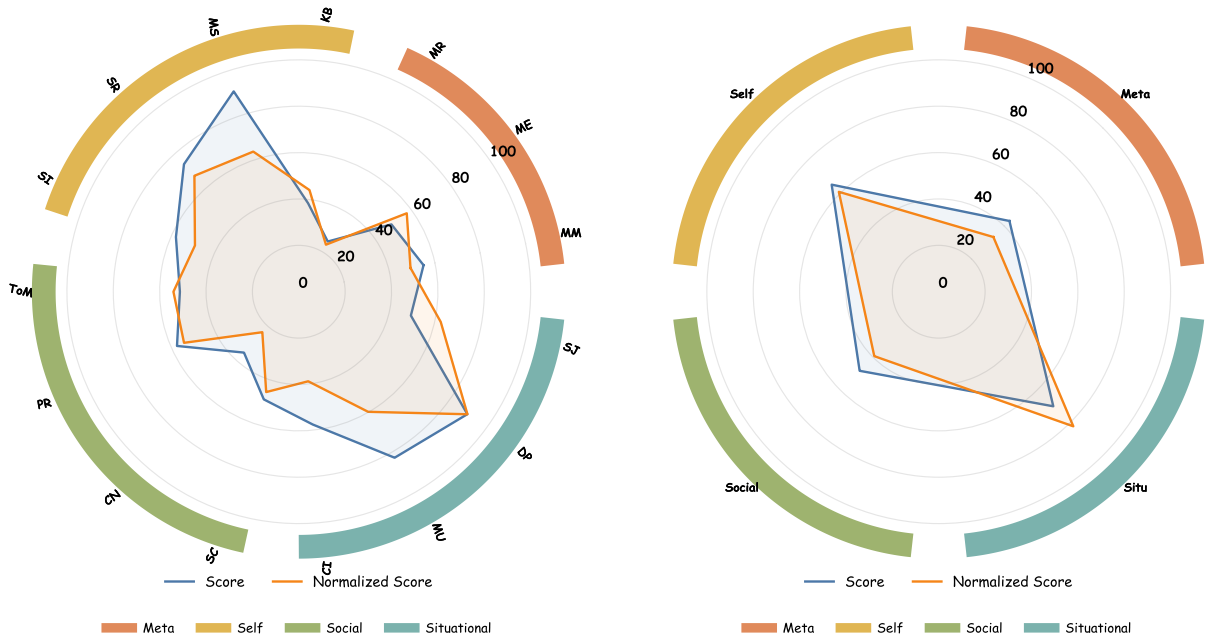 KB
MS
MR
SR
ME
100
80
SI
60
MM
40
20
0
ToM
SJ
PR
DP
CN
MU
SC
CI
Score
Normalized Score
Meta
Self
Social
Situational
100
Self
Meta
80
60
40
20
0
Social
Situ
Score
Normalized Score
Meta
Self
Social
Situational